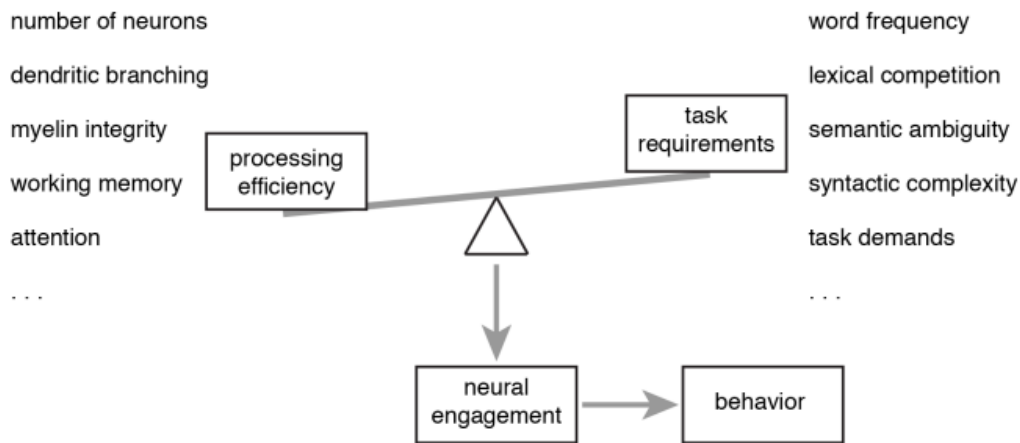 number of neurons
dendritic branching
myelin integrity
working memory
attention
. . .
processing
efficiency
task
requirements
word frequency
lexical competition
semantic ambiguity
syntactic complexity
task demands
. . .
neural
engagement
behavior